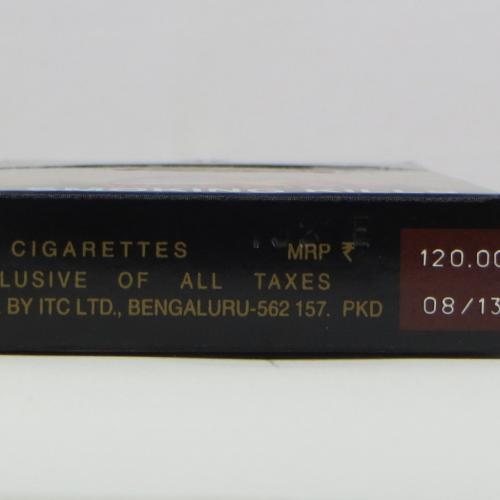 CIGARETTES MRP ₹ 120.00
LUSIVE OF ALL TAXES
BY ITC LTD., BENGALURU-562 157. PKD 08/13